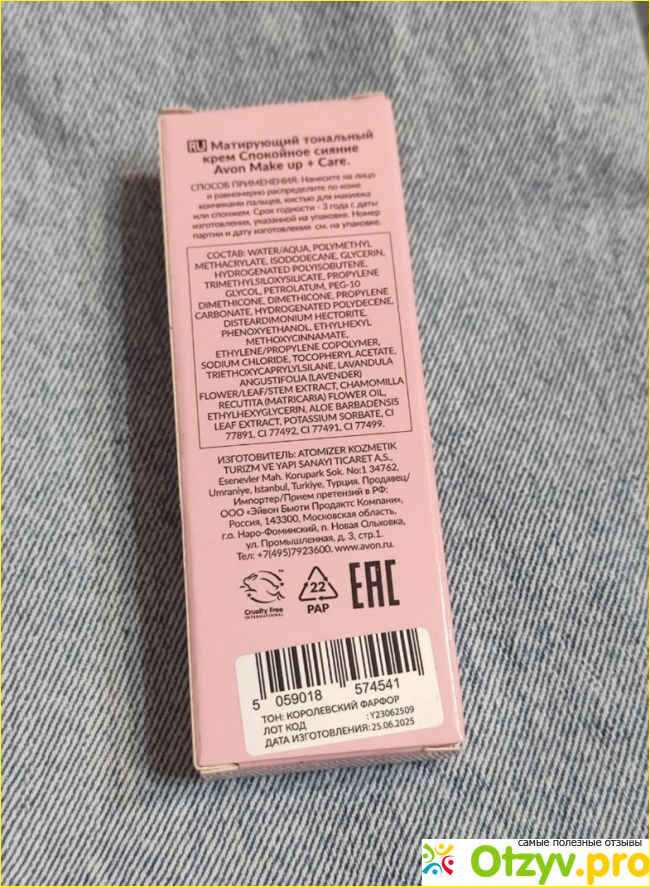 RU Матирующий тональный
крем Спокойное сияние
Avon Make up + Care.
СПОСОБ ПРИМЕНЕНИЯ: Нанесите на лицо
и равномерно распределите по коже
кончиками пальцев, кистью для макияжа
или спонжем. Срок годности - 3 года с даты
изготовления, указанной на упаковке. Номер
партии и дату изготовления см. на упаковке.
СОСТАВ: WATER/AQUA, POLYMETHYL
METHACRYLATE, ISODODECANE, GLYCERIN,
HYDROGENATED POLYISOBUTENE,
TRIMETHYLSILOXYSILICATE, PROPYLENE
GLYCOL, PETROLATUM, PEG-10
DIMETHICONE, DIMETHICONE, PROPYLENE
CARBONATE, HYDROGENATED POLYDECENE,
DISTEARDIMONIUM HECTORITE,
PHENOXYETHANOL, ETHYLHEXYL
METHOXYCINNAMATE,
ETHYLENE/PROPYLENE COPOLYMER,
SODIUM CHLORIDE, TOCOPHERYL ACETATE,
TRIETHOXYCAPRYLYLSILANE, LAVANDULA
ANGUSTIFOLIA (LAVENDER)
FLOWER/LEAF/STEM EXTRACT, CHAMOMILLA
RECUTITA (MATRICARIA) FLOWER OIL,
ETHYLHEXYGLYCERIN, ALOE BARBADENSIS
LEAF EXTRACT, POTASSIUM SORBATE, CI
77891, CI 77492, CI 77491, CI 77499.
ИЗГОТОВИТЕЛЬ: ATOMIZER KOZMETIK
TURIZM VE YAPI SANAYI TICARET A.S.,
Esenevler Mah. Korupark Sok. No:1 34762,
Umraniye, Istanbul, Turkiye, Турция. Продавец/
Импортер/Прием претензий в РФ:
ООО «Эйвон Бьюти Продактс Компани»,
Россия, 143300, Московская область,
г.о. Наро-Фоминский, п. Новая Ольховка,
ул. Промышленная, д. 3, стр.1.
Тел: +7(495)7923600. www.avon.ru.
Cruelty Free
INTERNATIONAL
™
22
PAP
EAC
5 059018 574541
ТОН: КОРОЛЕВСКИЙ ФАРФОР
ЛОТ КОД :Y23062509
ДАТА ИЗГОТОВЛЕНИЯ:25.06.2025
самые полезные отзывы
Otzyv.pro